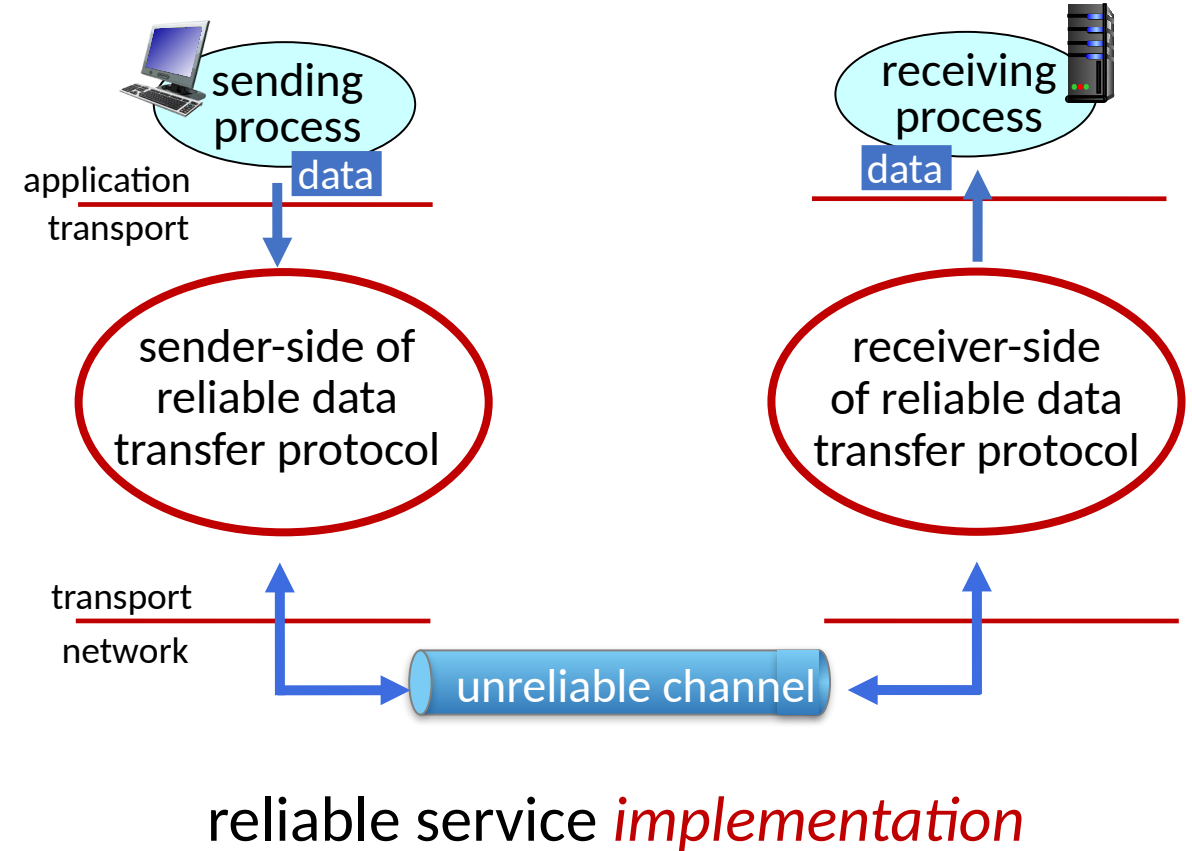 sending
process
data
application
transport
receiving
process
data
sender-side of
reliable data
transfer protocol
receiver-side
of reliable data
transfer protocol
transport
network
unreliable channel
reliable service implementation